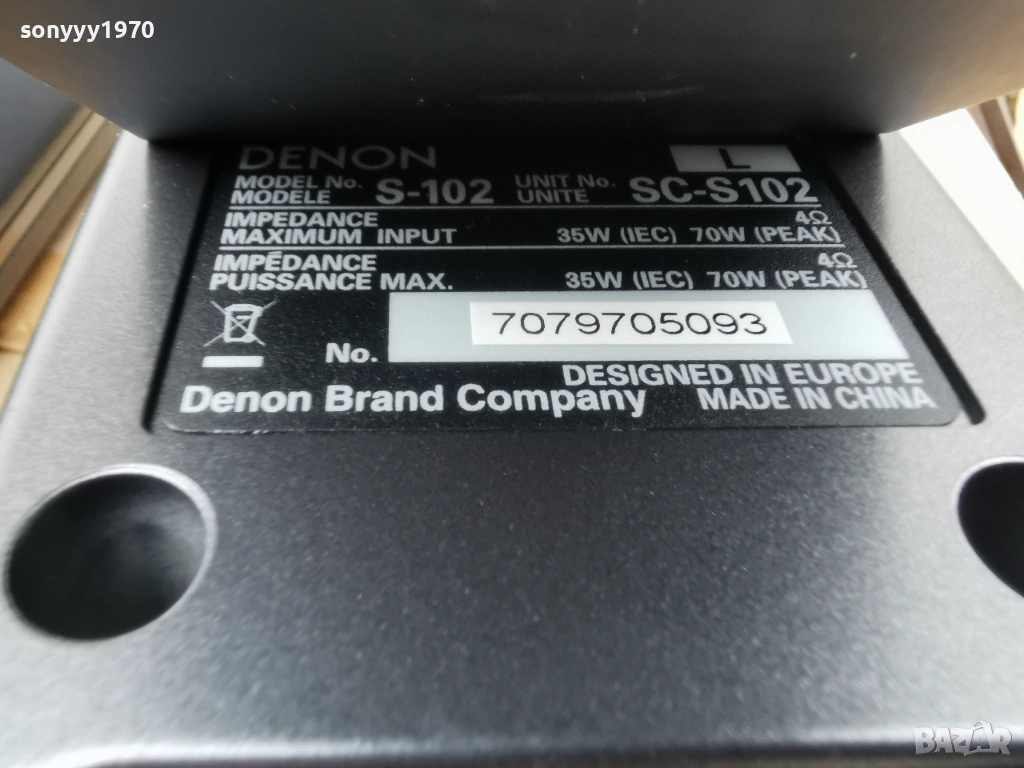 sonyyy1970
DENON L
MODEL No. S-102 UNIT No. SC-S102
MODELE UNITE
IMPEDANCE 4Ω
MAXIMUM INPUT 35W (IEC) 70W (PEAK)
IMPÉDANCE 4Ω
PUISSANCE MAX. 35W (IEC) 70W (PEAK)
No. 7079705093
DESIGNED IN EUROPE
Denon Brand Company MADE IN CHINA
BAZAR